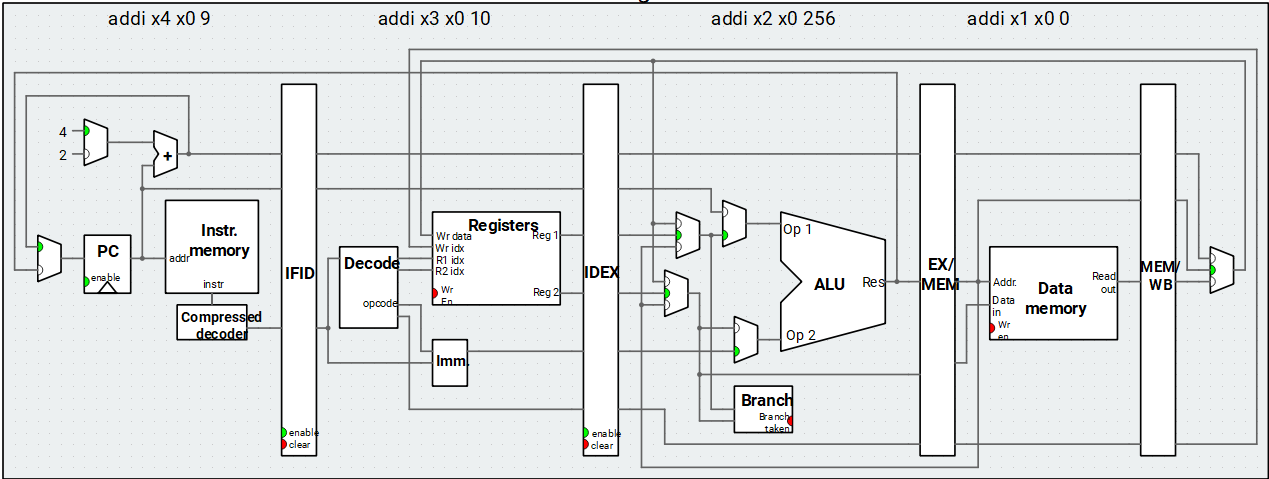 addi x4 x0 9
addi x3 x0 10
addi x2 x0 256
addi x1 x0 0
4
2
+
PC
enable
Instr.
memory
addr
instr
Compressed
decoder
IFID
enable
clear
Decode
opcode
Registers
Wr data
Wr idx
R1 idx
R2 idx
Wr
En
Reg 1
Reg 2
Imm.
IDEX
enable
clear
Op 1
ALU
Res
Op 2
Branch
Branch
taken
EX/
MEM
Addr.
Data
in
Wr
en
Data
memory
Read
out
MEM/
WB